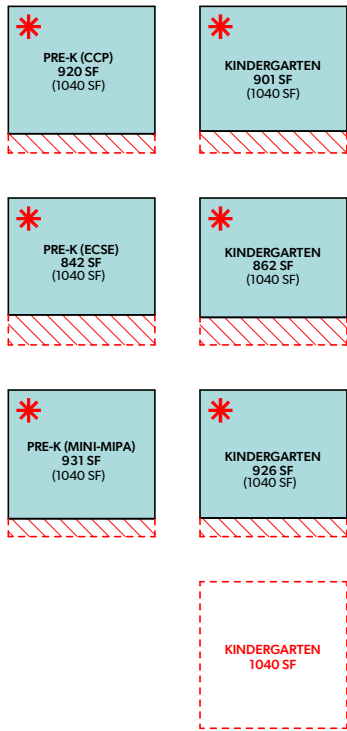 PRE-K (CCP)
920 SF
(1040 SF)
KINDERGARTEN
901 SF
(1040 SF)
PRE-K (ECSE)
842 SF
(1040 SF)
KINDERGARTEN
862 SF
(1040 SF)
PRE-K (MINI-MIPA)
931 SF
(1040 SF)
KINDERGARTEN
926 SF
(1040 SF)
KINDERGARTEN
1040 SF